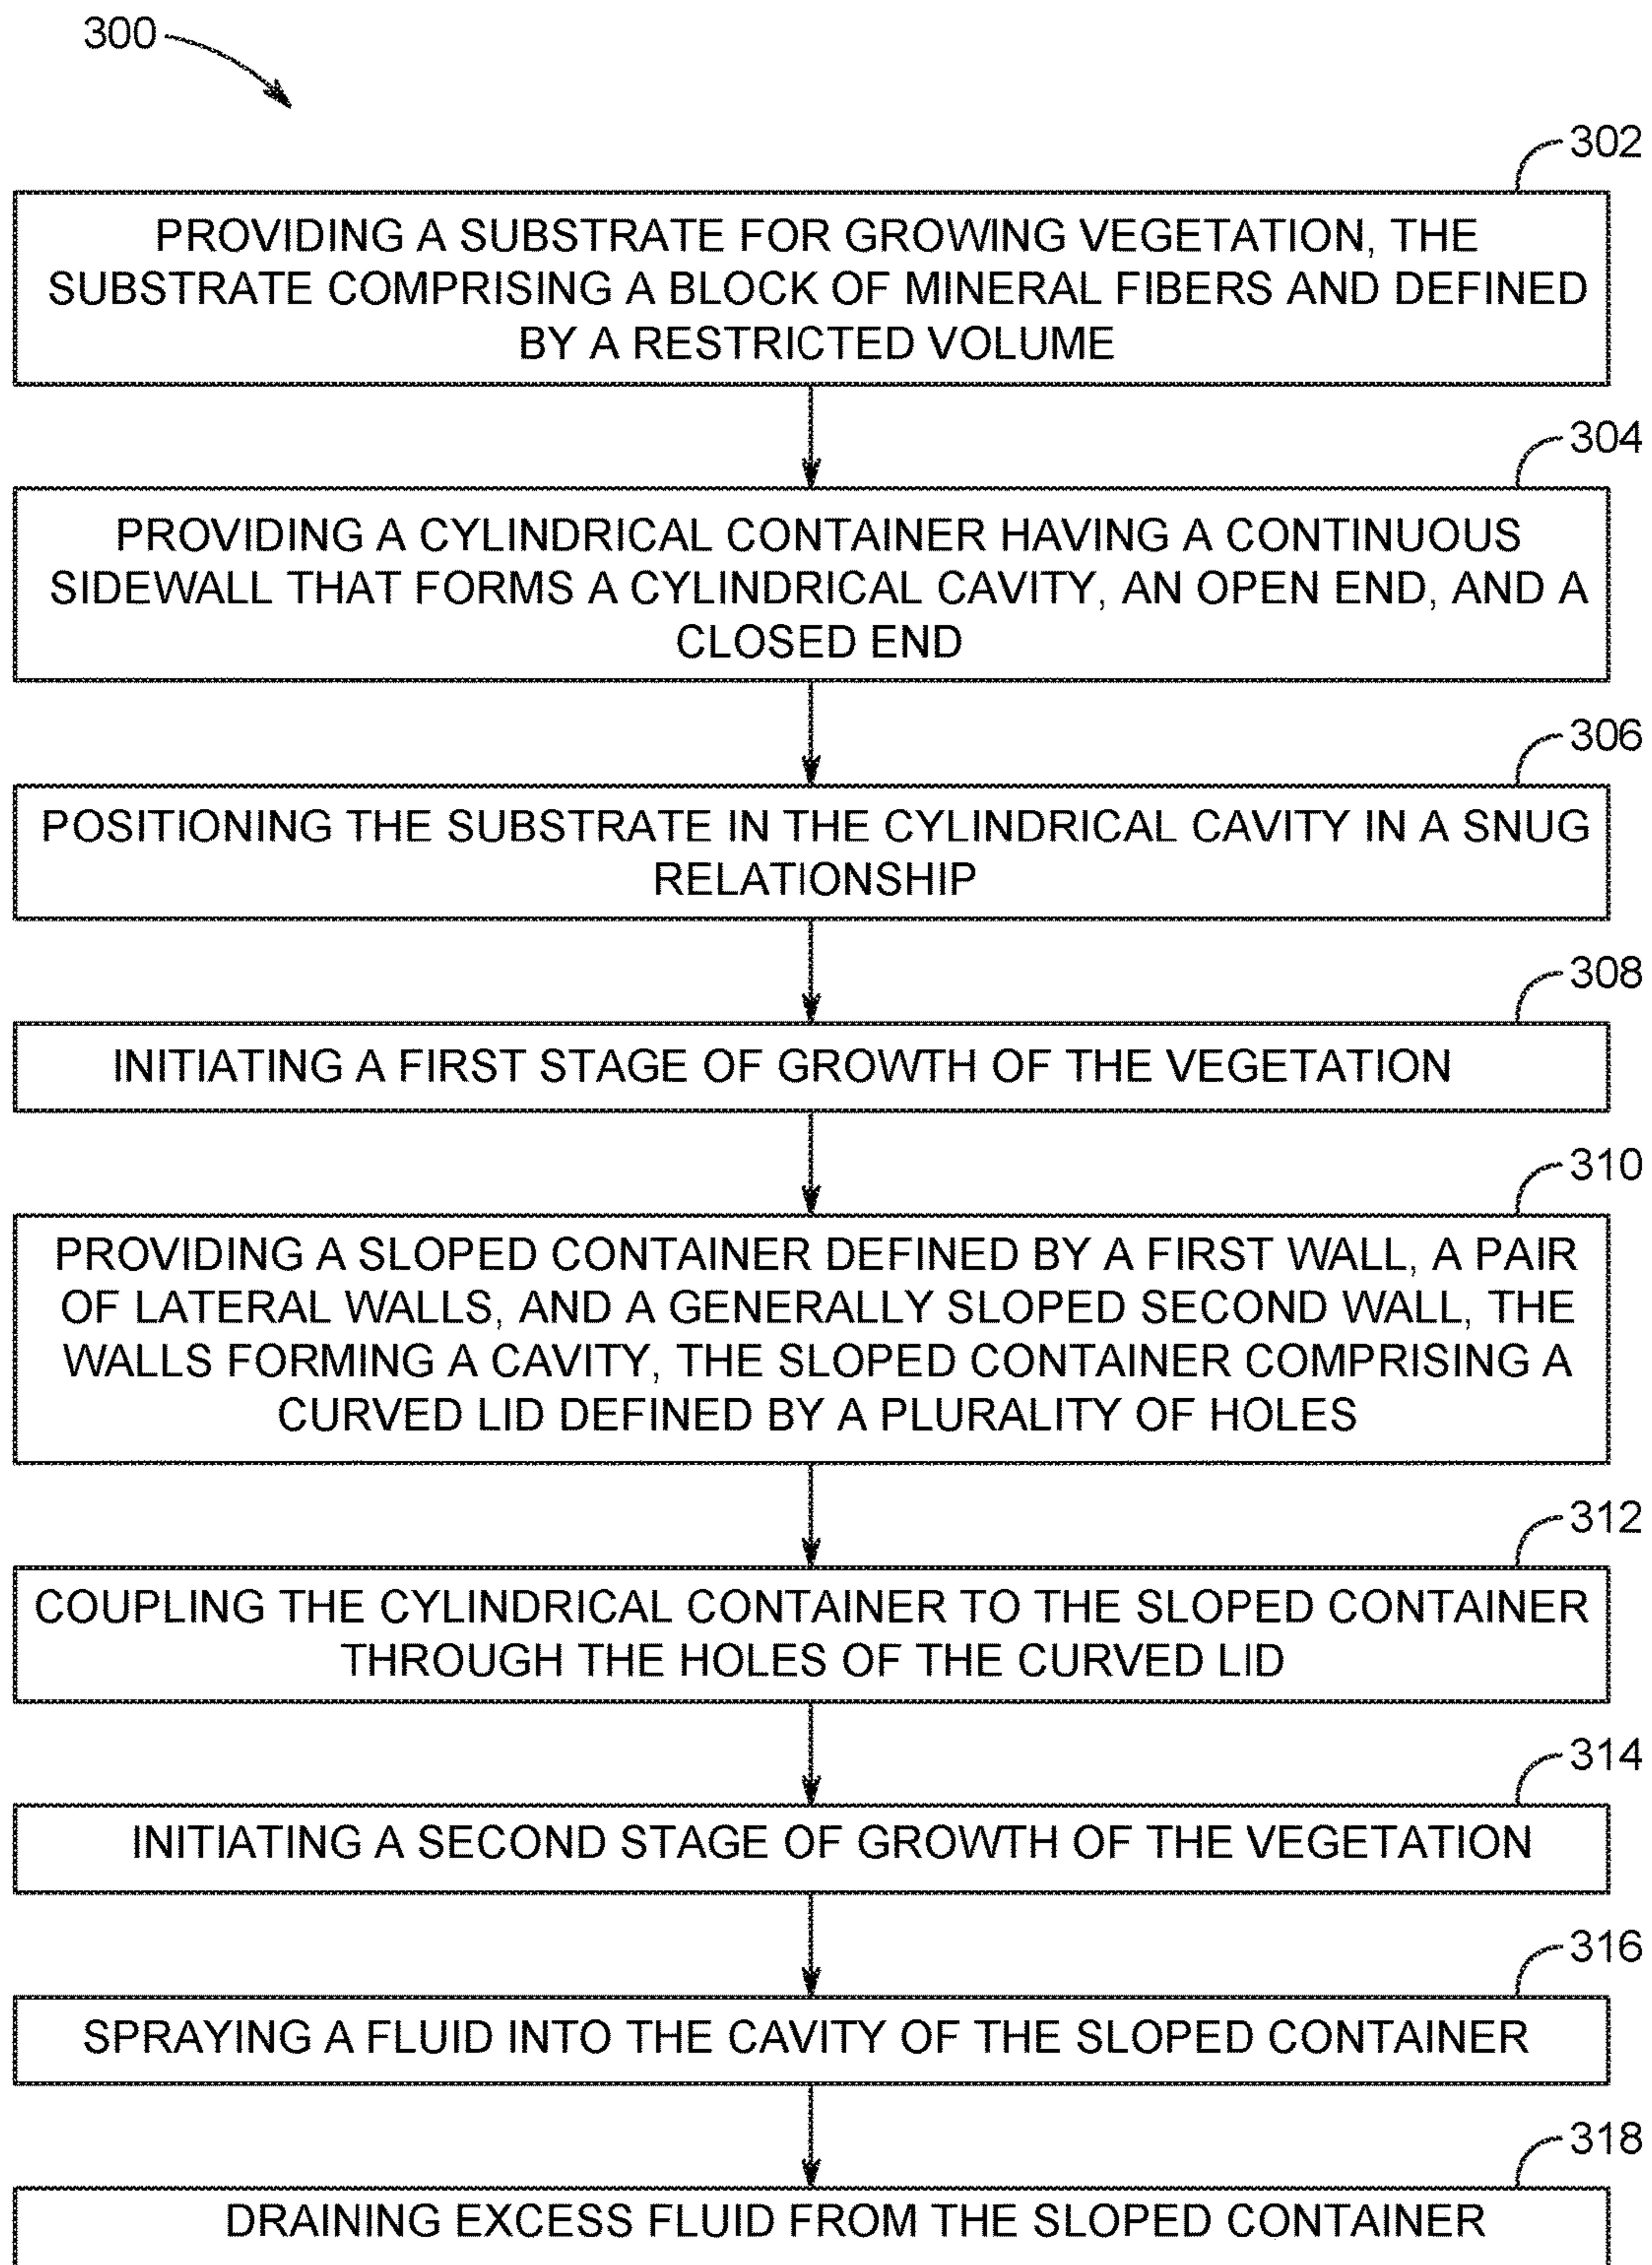 300
302
PROVIDING A SUBSTRATE FOR GROWING VEGETATION, THE
SUBSTRATE COMPRISING A BLOCK OF MINERAL FIBERS AND DEFINED
BY A RESTRICTED VOLUME
304
PROVIDING A CYLINDRICAL CONTAINER HAVING A CONTINUOUS
SIDEWALL THAT FORMS A CYLINDRICAL CAVITY, AN OPEN END, AND A
CLOSED END
306
POSITIONING THE SUBSTRATE IN THE CYLINDRICAL CAVITY IN A SNUG
RELATIONSHIP
308
INITIATING A FIRST STAGE OF GROWTH OF THE VEGETATION
310
PROVIDING A SLOPED CONTAINER DEFINED BY A FIRST WALL, A PAIR
OF LATERAL WALLS, AND A GENERALLY SLOPED SECOND WALL, THE
WALLS FORMING A CAVITY, THE SLOPED CONTAINER COMPRISING A
CURVED LID DEFINED BY A PLURALITY OF HOLES
312
COUPLING THE CYLINDRICAL CONTAINER TO THE SLOPED CONTAINER
THROUGH THE HOLES OF THE CURVED LID
314
INITIATING A SECOND STAGE OF GROWTH OF THE VEGETATION
316
SPRAYING A FLUID INTO THE CAVITY OF THE SLOPED CONTAINER
318
DRAINING EXCESS FLUID FROM THE SLOPED CONTAINER